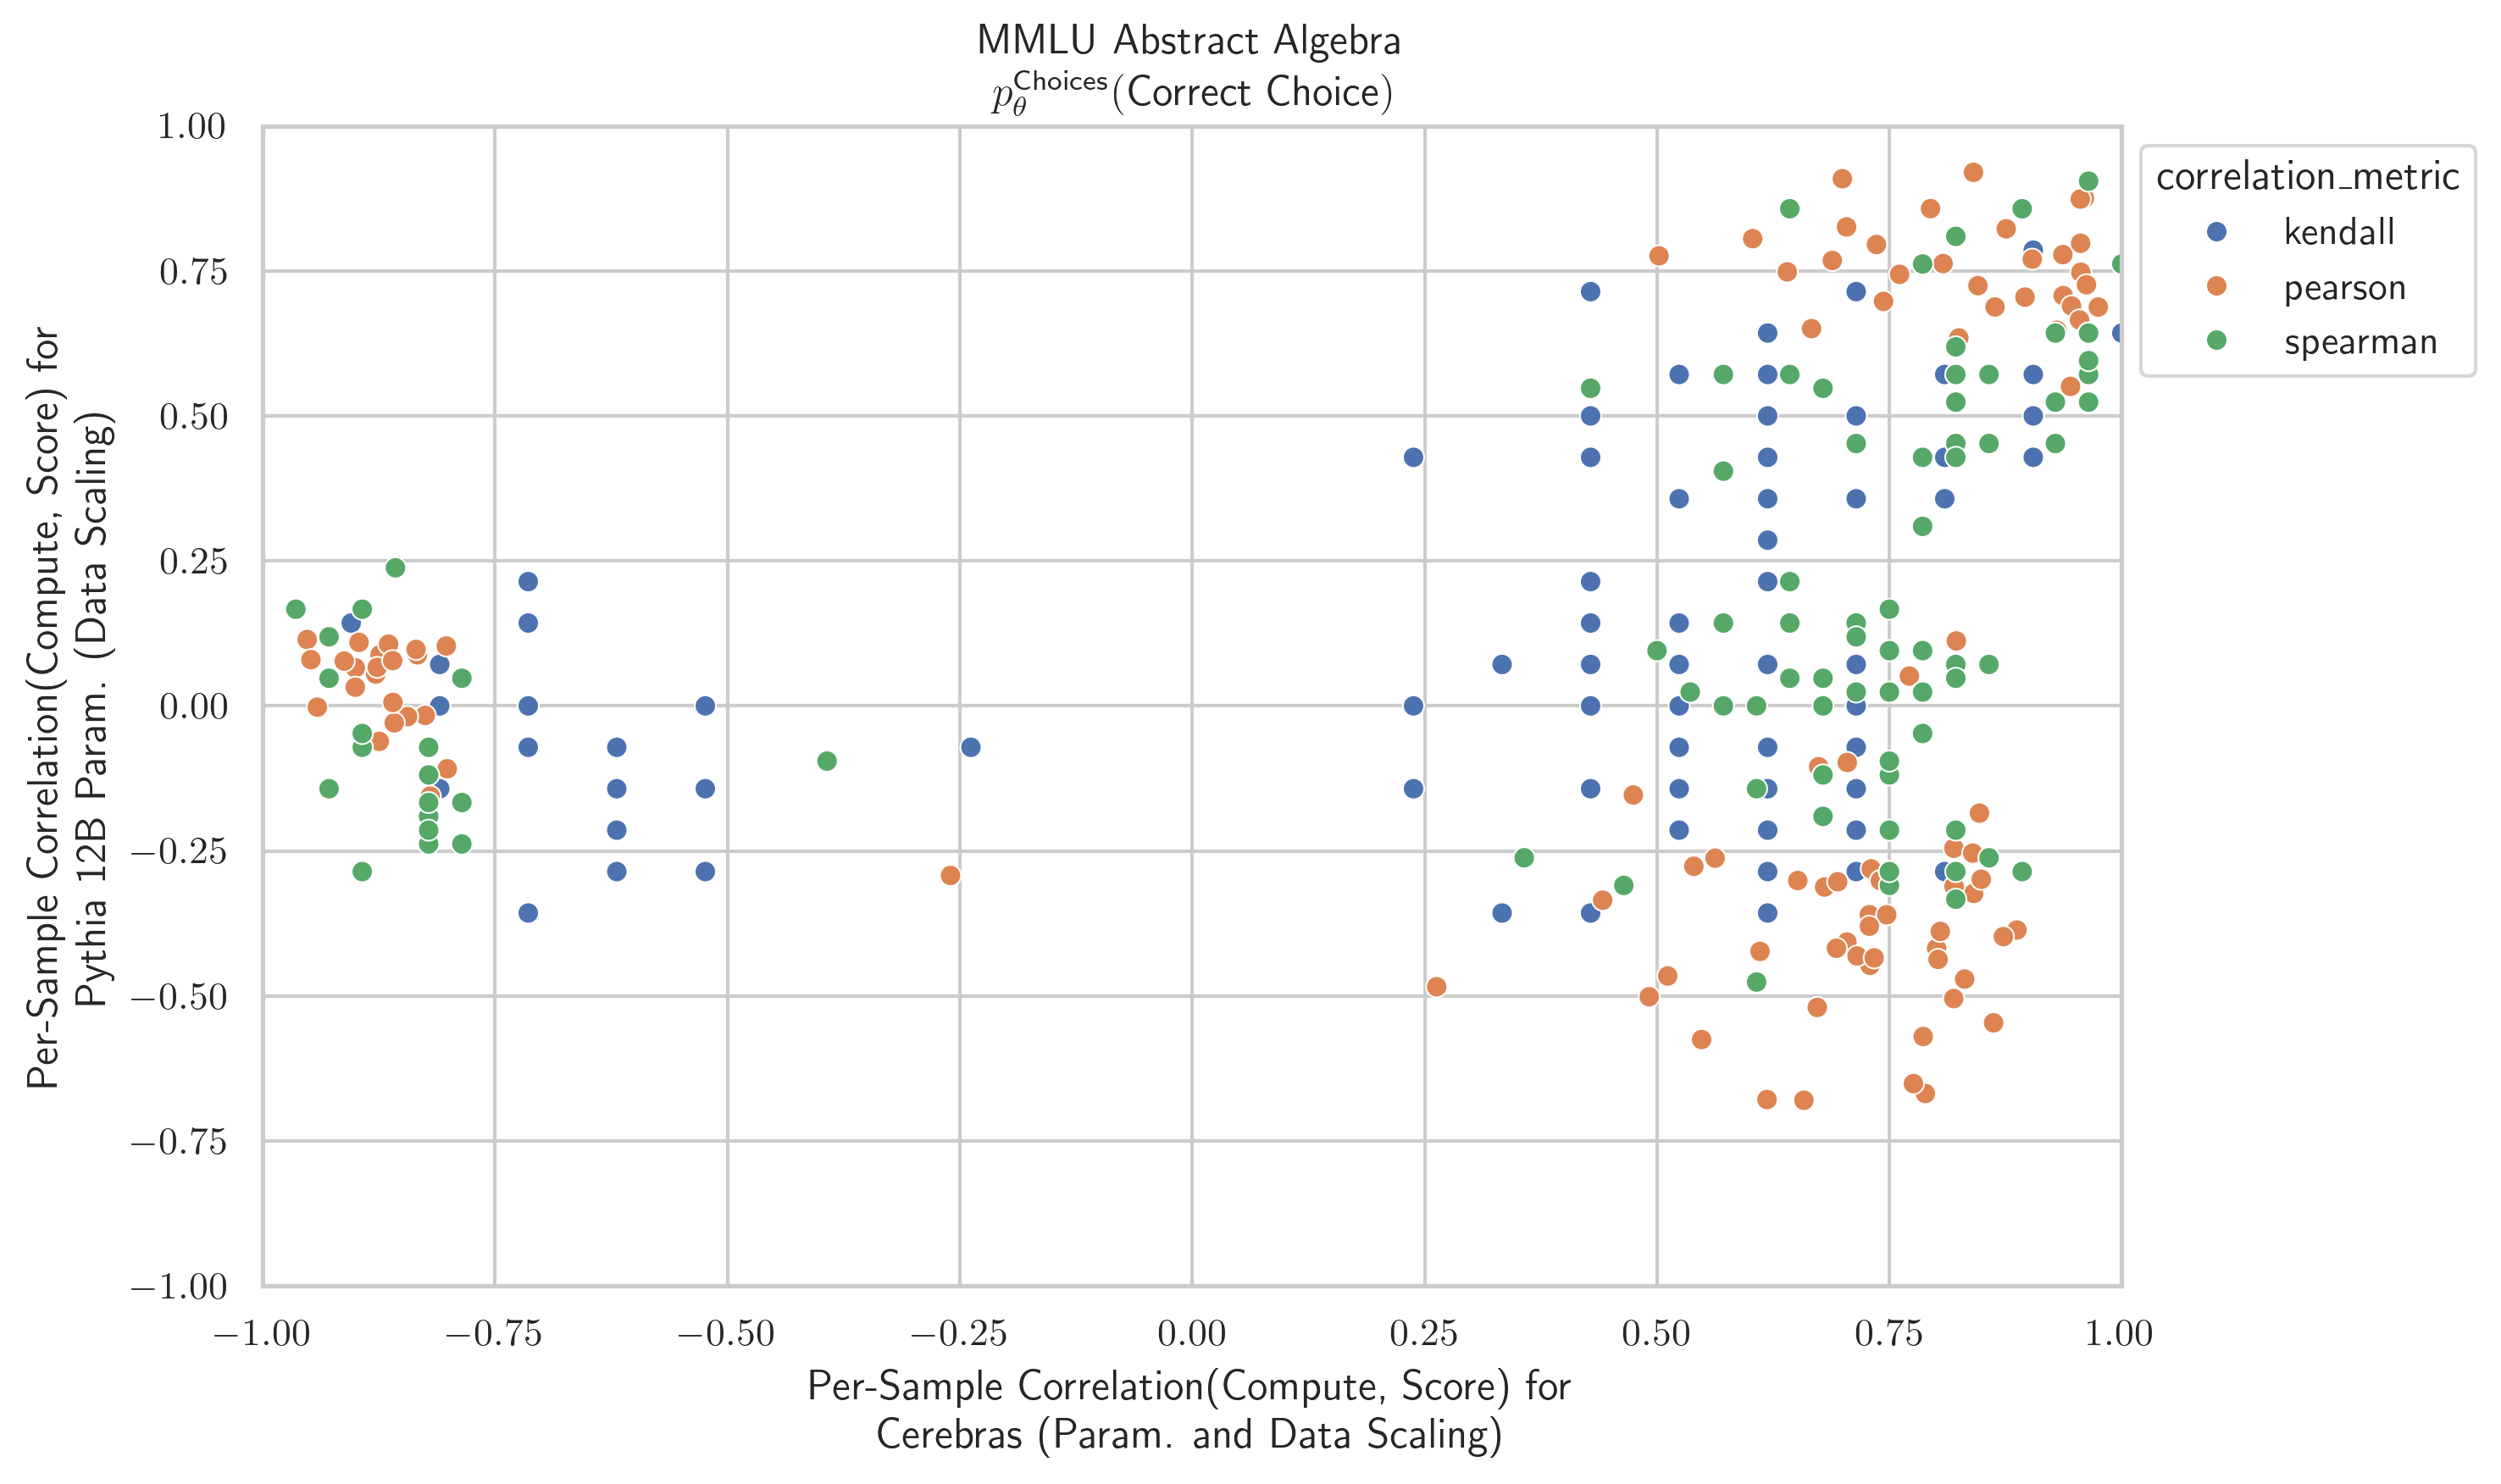 MMLU Abstract Algebra
p_θ^Choices(Correct Choice)
1.00
0.75
0.50
0.25
0.00
−0.25
−0.50
−0.75
−1.00
Per-Sample Correlation(Compute, Score) for
Pythia 12B Param. (Data Scaling)
correlation_metric
kendall
pearson
spearman
−1.00 −0.75 −0.50 −0.25 0.00 0.25 0.50 0.75 1.00
Per-Sample Correlation(Compute, Score) for
Cerebras (Param. and Data Scaling)